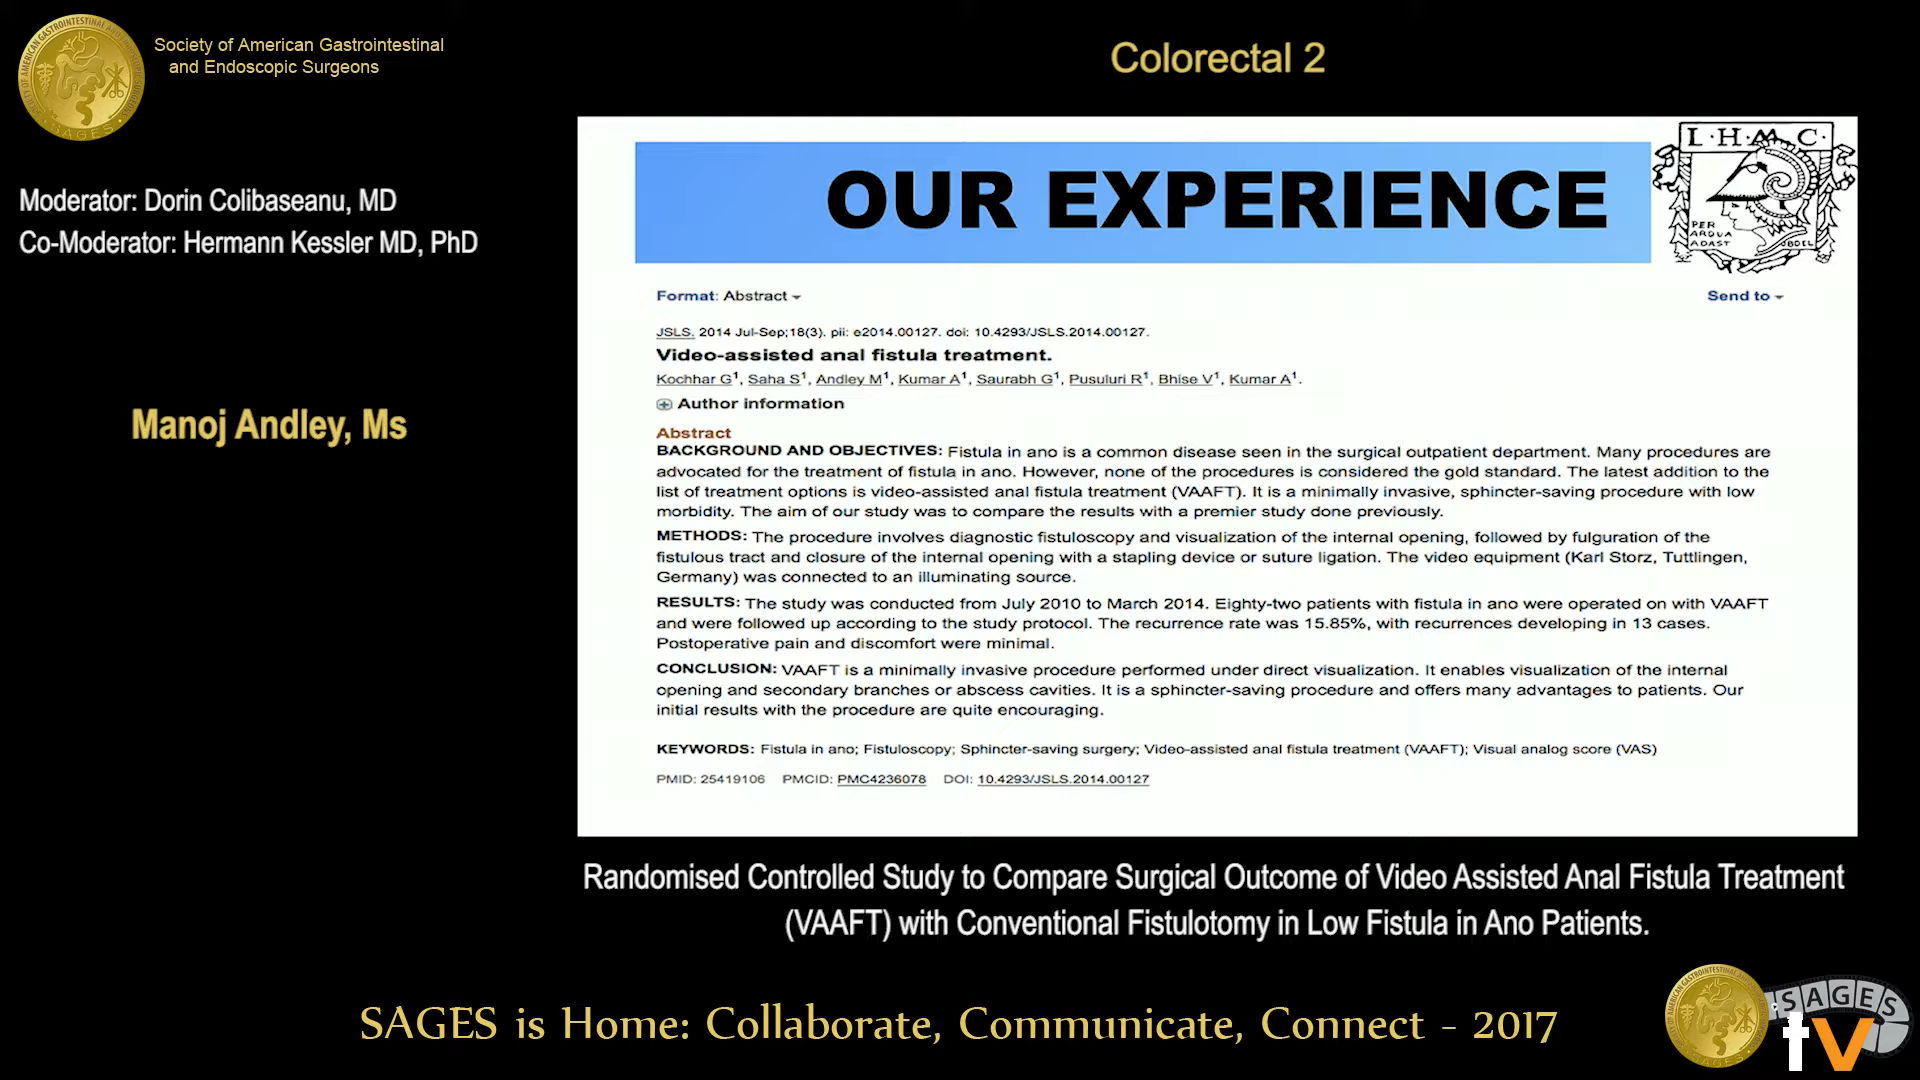 Society of American Gastrointestinal
and Endoscopic Surgeons
Colorectal 2
Moderator: Dorin Colibaseanu, MD
Co-Moderator: Hermann Kessler MD, PhD
Manoj Andley, Ms
OUR EXPERIENCE
L·H·M·C·
PER
ARDUA
ADAST
Format: Abstract
Send to
JSLS. 2014 Jul-Sep;18(3). pii: e2014.00127. doi: 10.4293/JSLS.2014.00127.
Video-assisted anal fistula treatment.
Kochhar G1, Saha S1, Andley M1, Kumar A1, Saurabh G1, Pusuluri R1, Bhise V1, Kumar A1.
Author information
Abstract
BACKGROUND AND OBJECTIVES: Fistula in ano is a common disease seen in the surgical outpatient department. Many procedures are
advocated for the treatment of fistula in ano. However, none of the procedures is considered the gold standard. The latest addition to the
list of treatment options is video-assisted anal fistula treatment (VAAFT). It is a minimally invasive, sphincter-saving procedure with low
morbidity. The aim of our study was to compare the results with a premier study done previously.
METHODS: The procedure involves diagnostic fistuloscopy and visualization of the internal opening, followed by fulguration of the
fistulous tract and closure of the internal opening with a stapling device or suture ligation. The video equipment (Karl Storz, Tuttlingen,
Germany) was connected to an illuminating source.
RESULTS: The study was conducted from July 2010 to March 2014. Eighty-two patients with fistula in ano were operated on with VAAFT
and were followed up according to the study protocol. The recurrence rate was 15.85%, with recurrences developing in 13 cases.
Postoperative pain and discomfort were minimal.
CONCLUSION: VAAFT is a minimally invasive procedure performed under direct visualization. It enables visualization of the internal
opening and secondary branches or abscess cavities. It is a sphincter-saving procedure and offers many advantages to patients. Our
initial results with the procedure are quite encouraging.
KEYWORDS: Fistula in ano; Fistuloscopy; Sphincter-saving surgery; Video-assisted anal fistula treatment (VAAFT); Visual analog score (VAS)
PMID: 25419106 PMCID: PMC4236078 DOI: 10.4293/JSLS.2014.00127
Randomised Controlled Study to Compare Surgical Outcome of Video Assisted Anal Fistula Treatment
(VAAFT) with Conventional Fistulotomy in Low Fistula in Ano Patients.
SAGES is Home: Collaborate, Communicate, Connect - 2017
SAGES
tv